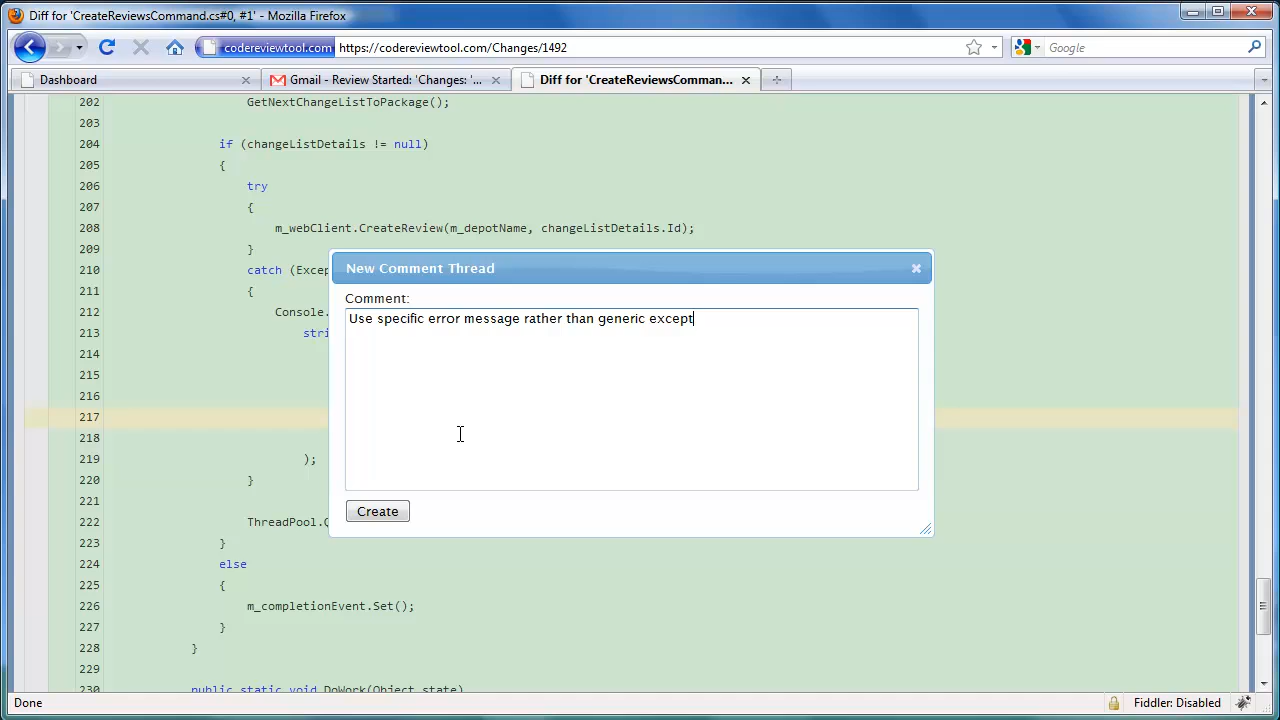 Diff for 'CreateReviewsCommand.cs#0, #1' - Mozilla Firefox
codereviewtool.com https://codereviewtool.com/Changes/1492 Google
Dashboard Gmail - Review Started: 'Changes: '... Diff for 'CreateReviewsComman...
202 GetNextChangeListToPackage();
203
204 if (changeListDetails != null)
205 {
206 try
207 {
208 m_webClient.CreateReview(m_depotName, changeListDetails.Id);
209 }
210 catch (Excep
211 {
212 Console.
213 stri
214
215
216
217
218
219 );
220 }
221
222 ThreadPool.Q
223 }
224 else
225 {
226 m_completionEvent.Set();
227 }
228 }
229
230 public static void DoWork(Object state)
New Comment Thread
Comment:
Use specific error message rather than generic except
Create
Done Fiddler: Disabled